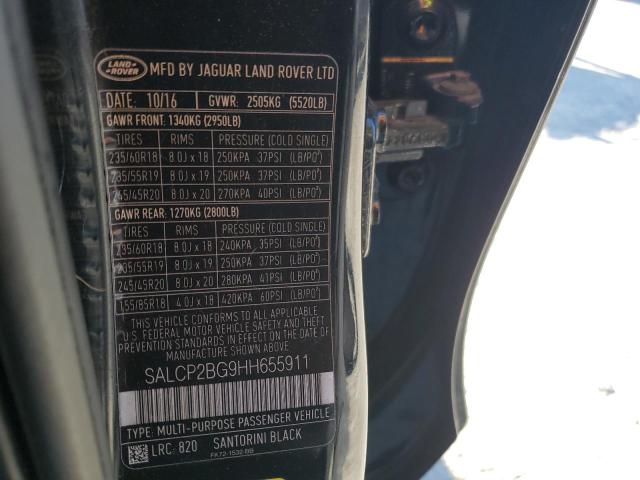 LAND ROVER
MFD BY JAGUAR LAND ROVER LTD
DATE: 10/16 GVWR: 2505KG (5520LB)
GAWR FRONT: 1340KG (2950LB)
TIRES RIMS PRESSURE (COLD SINGLE)
235/60R18 8.0J x 18 250KPA 37PSI (LB/PO²)
235/55R19 8.0J x 19 250KPA 37PSI (LB/PO²)
245/45R20 8.0J x 20 270KPA 40PSI (LB/PO²)
GAWR REAR: 1270KG (2800LB)
TIRES RIMS PRESSURE (COLD SINGLE)
235/60R18 8.0J x 18 240KPA 35PSI (LB/PO²)
235/55R19 8.0J x 19 250KPA 37PSI (LB/PO²)
245/45R20 8.0J x 20 280KPA 41PSI (LB/PO²)
155/85R18 4.0J x 18 420KPA 60PSI (LB/PO²)
THIS VEHICLE CONFORMS TO ALL APPLICABLE
U.S. FEDERAL MOTOR VEHICLE SAFETY AND THEFT
PREVENTION STANDARDS IN EFFECT ON THE DATE
OF MANUFACTURE SHOWN ABOVE
SALCP2BG9HH655911
TYPE: MULTI-PURPOSE PASSENGER VEHICLE
LRC: 820 SANTORINI BLACK
FK72-1532-BB